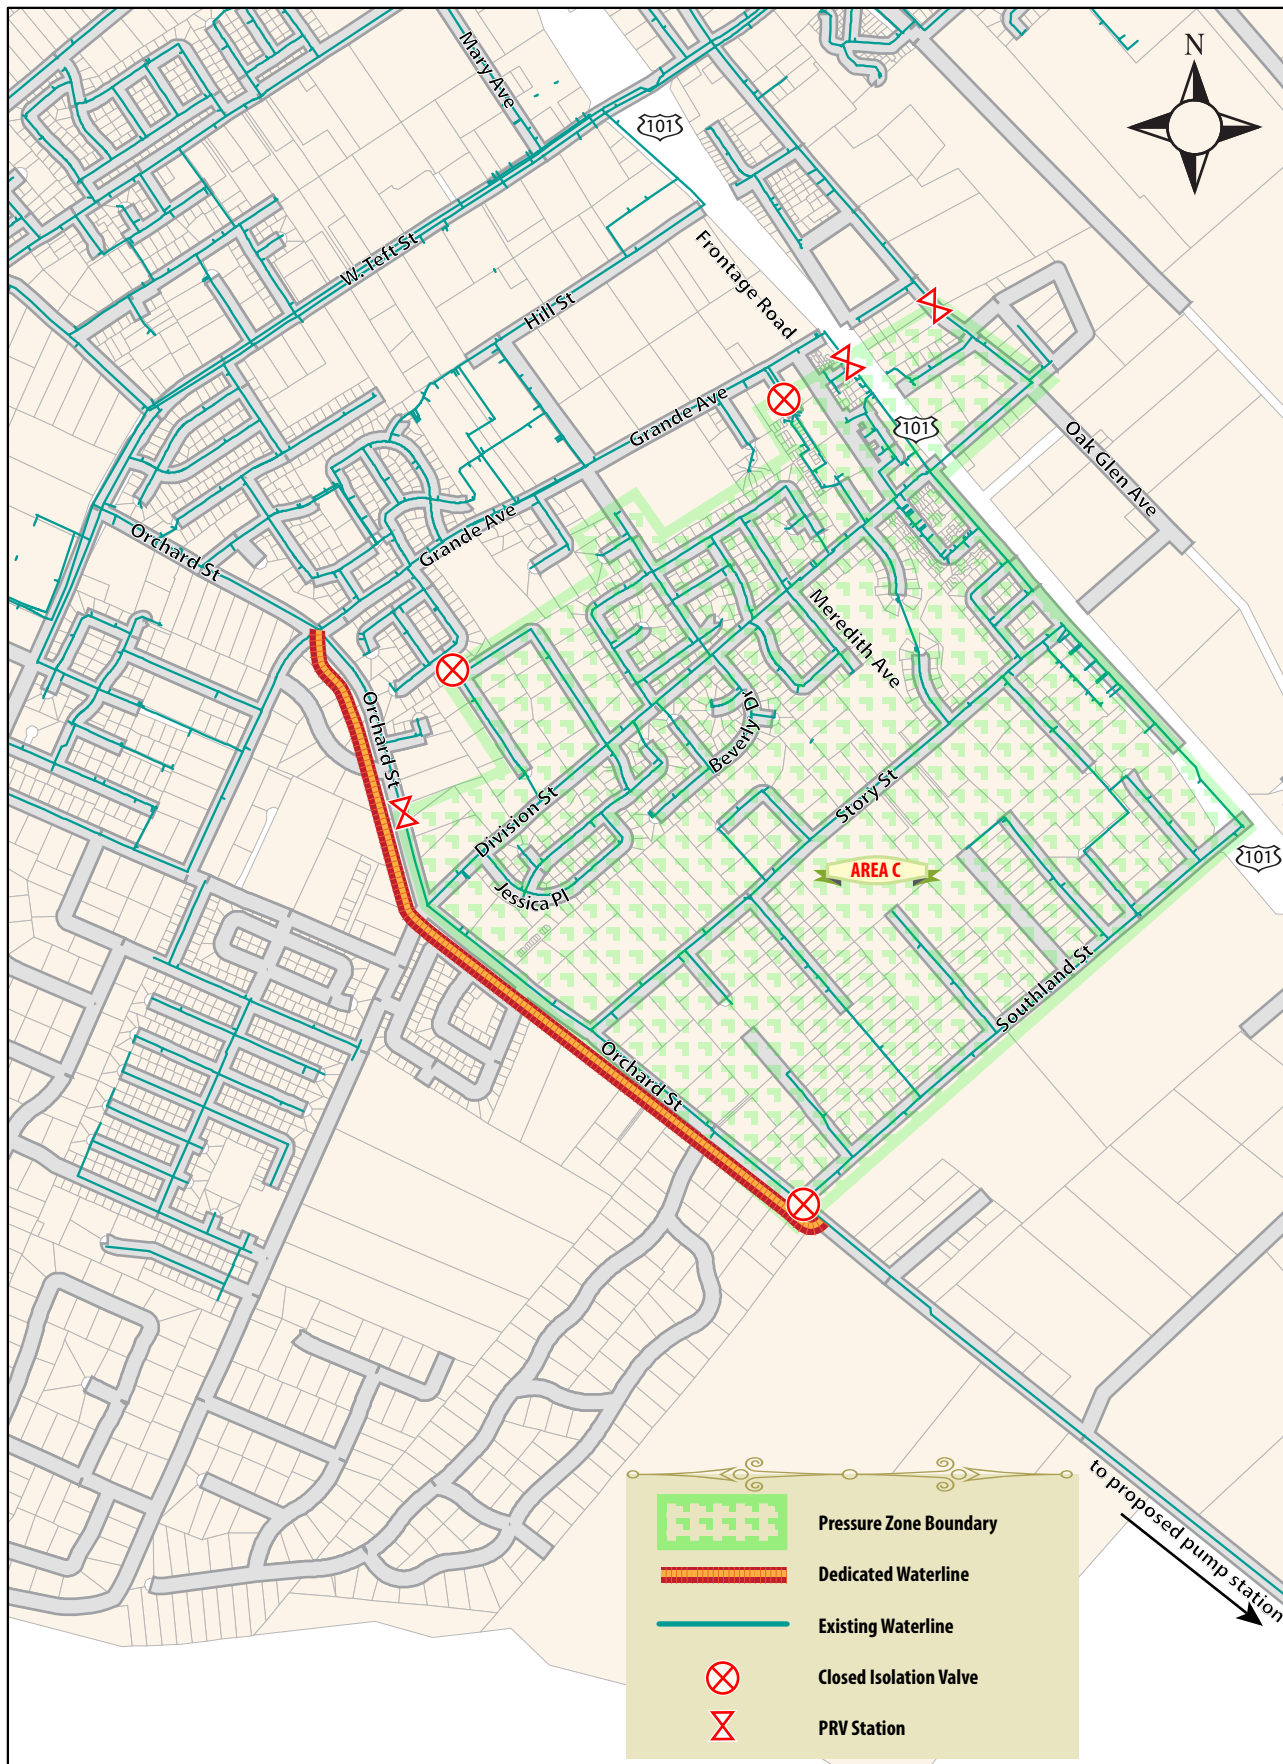 N
Mary Ave
101
W. Teft St
Hill St
Frontage Road
Grande Ave
101
Oak Glen Ave
Orchard St
Grande Ave
Meredith Ave
Orchard St
Beverly Dr
Division St
Story St
AREA C
101
Jessica Pl
Southland St
Orchard St
to proposed pump station
Pressure Zone Boundary
Dedicated Waterline
Existing Waterline
Closed Isolation Valve
PRV Station